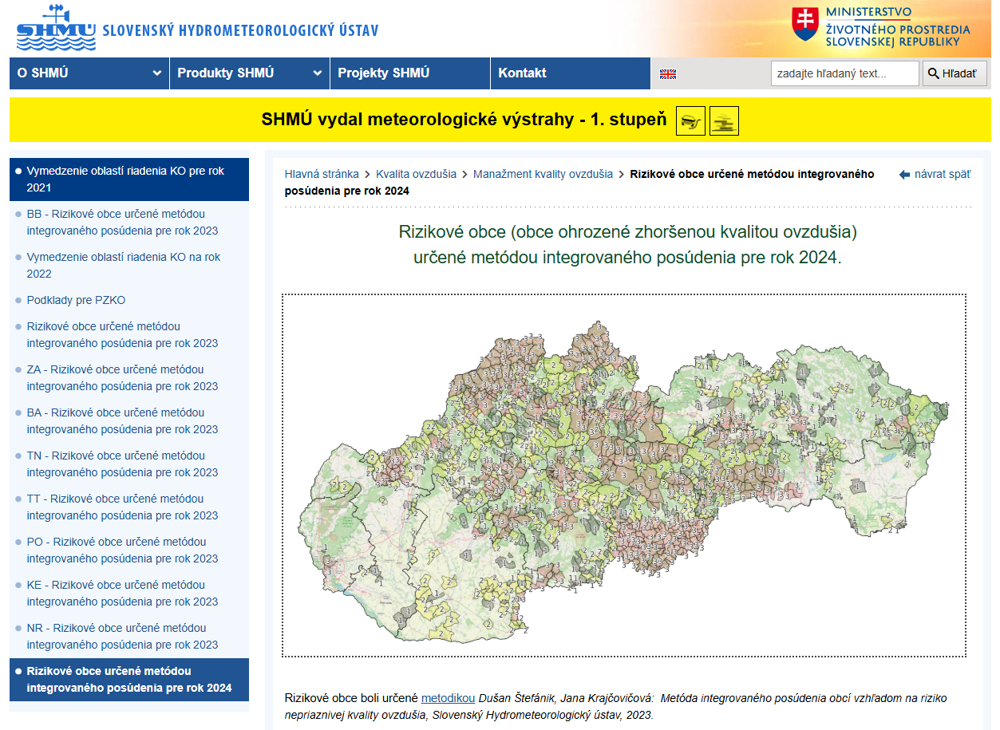 SHMÚ SLOVENSKÝ HYDROMETEOROLOGICKÝ ÚSTAV
MINISTERSTVO
ŽIVOTNÉHO PROSTREDIA
SLOVENSKEJ REPUBLIKY
O SHMÚ
Produkty SHMÚ
Projekty SHMÚ
Kontakt
zadajte hľadaný text...
Hľadať
SHMÚ vydal meteorologické výstrahy - 1. stupeň
Vymedzenie oblastí riadenia KO pre rok
2021
BB - Rizikové obce určené metódou
integrovaného posúdenia pre rok 2023
Vymedzenie oblastí riadenia KO na rok
2022
Podklady pre PZKO
Rizikové obce určené metódou
integrovaného posúdenia pre rok 2023
ZA - Rizikové obce určené metódou
integrovaného posúdenia pre rok 2023
BA - Rizikové obce určené metódou
integrovaného posúdenia pre rok 2023
TN - Rizikové obce určené metódou
integrovaného posúdenia pre rok 2023
TT - Rizikové obce určené metódou
integrovaného posúdenia pre rok 2023
PO - Rizikové obce určené metódou
integrovaného posúdenia pre rok 2023
KE - Rizikové obce určené metódou
integrovaného posúdenia pre rok 2023
NR - Rizikové obce určené metódou
integrovaného posúdenia pre rok 2023
Rizikové obce určené metódou
integrovaného posúdenia pre rok 2024
Hlavná stránka > Kvalita ovzdušia > Manažment kvality ovzdušia > Rizikové obce určené metódou integrovaného
posúdenia pre rok 2024
návrat späť
Rizikové obce (obce ohrozené zhoršenou kvalitou ovzdušia)
určené metódou integrovaného posúdenia pre rok 2024.
Rizikové obce boli určené metodikou Dušan Štefánik, Jana Krajčovičová: Metóda integrovaného posúdenia obcí vzhľadom na riziko
nepriaznivej kvality ovzdušia, Slovenský Hydrometeorologický ústav, 2023.